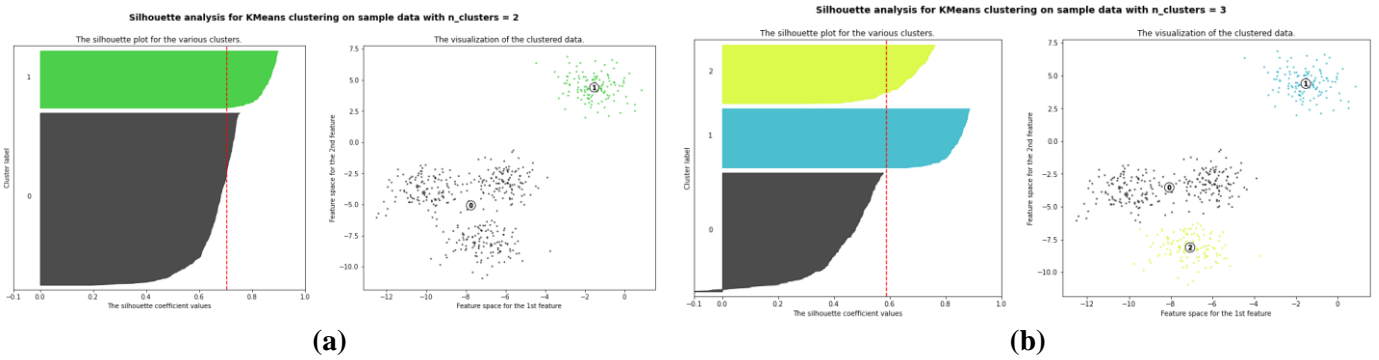 Silhouette analysis for KMeans clustering on sample data with n_clusters = 2
The silhouette plot for the various clusters.
1
0
Cluster label
−0.1 0.0 0.2 0.4 0.6 0.8 1.0
The silhouette coefficient values
The visualization of the clustered data.
7.5
5.0
2.5
0.0
−2.5
−5.0
−7.5
−10.0
Feature space for the 2nd feature
1
0
−12 −10 −8 −6 −4 −2 0
Feature space for the 1st feature
(a)
Silhouette analysis for KMeans clustering on sample data with n_clusters = 3
The silhouette plot for the various clusters.
2
1
0
Cluster label
−0.1 0.0 0.2 0.4 0.6 0.8 1.0
The silhouette coefficient values
The visualization of the clustered data.
7.5
5.0
2.5
0.0
−2.5
−5.0
−7.5
−10.0
Feature space for the 2nd feature
1
0
2
−12 −10 −8 −6 −4 −2 0
Feature space for the 1st feature
(b)